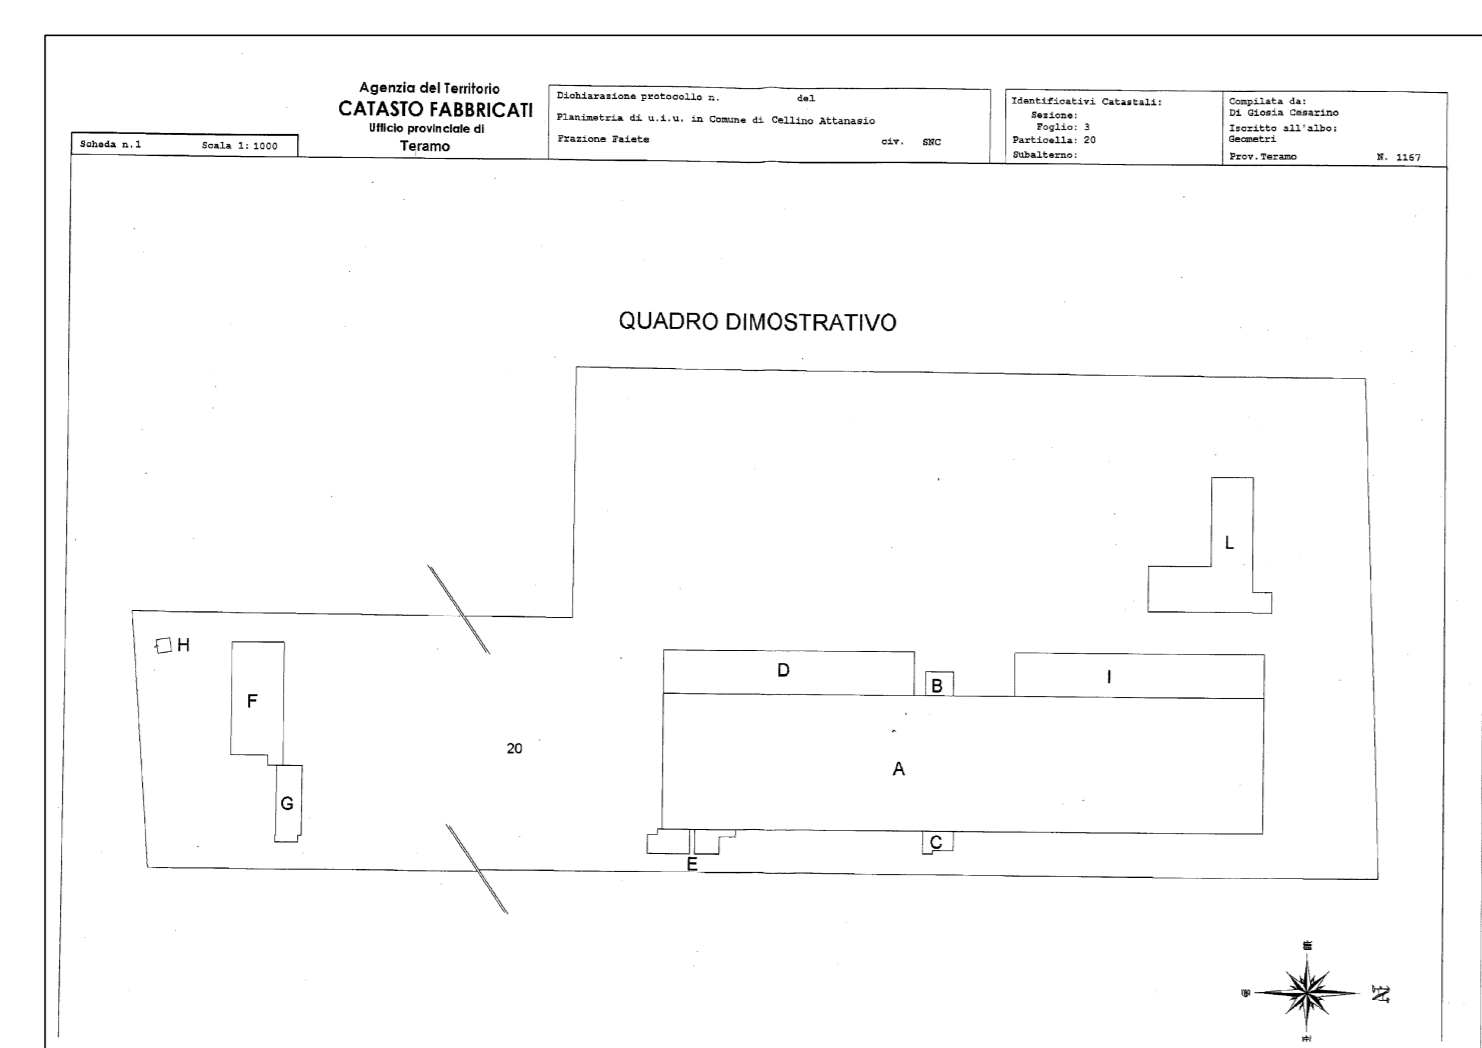 Agenzia del Territorio
CATASTO FABBRICATI
Ufficio provinciale di
Teramo
Scheda n.1 Scala 1: 1000
Dichiarazione protocollo n. del
Planimetria di u.i.u. in Comune di Cellino Attanasio
Frazione Faiete civ. SNC
Identificativi Catastali:
Sezione:
Foglio: 3
Particella: 20
Subalterno:
Compilata da:
Di Giosia Cesarino
Iscritto all'albo:
Geometri
Prov.Teramo N. 1167
QUADRO DIMOSTRATIVO
L
H
F
D
B
I
20
A
G
C
E
N